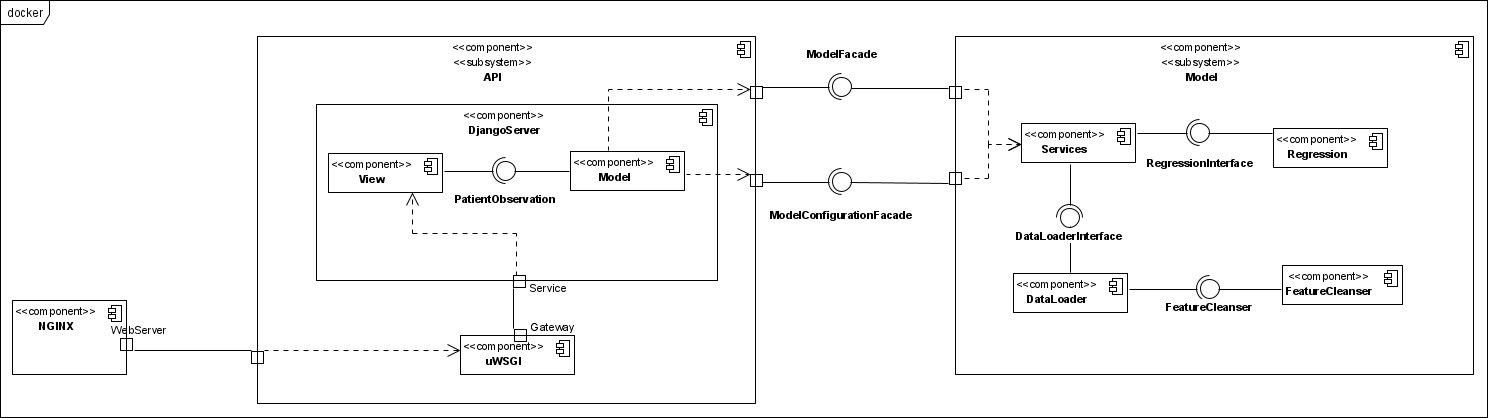 docker
<<component>>
<<subsystem>>
API
<<component>>
DjangoServer
<<component>>
View
PatientObservation
<<component>>
Model
Service
Gateway
<<component>>
uWSGI
<<component>>
NGINX
WebServer
ModelFacade
ModelConfigurationFacade
<<component>>
<<subsystem>>
Model
<<component>>
Services
RegressionInterface
<<component>>
Regression
DataLoaderInterface
<<component>>
DataLoader
FeatureCleanser
<<component>>
FeatureCleanser